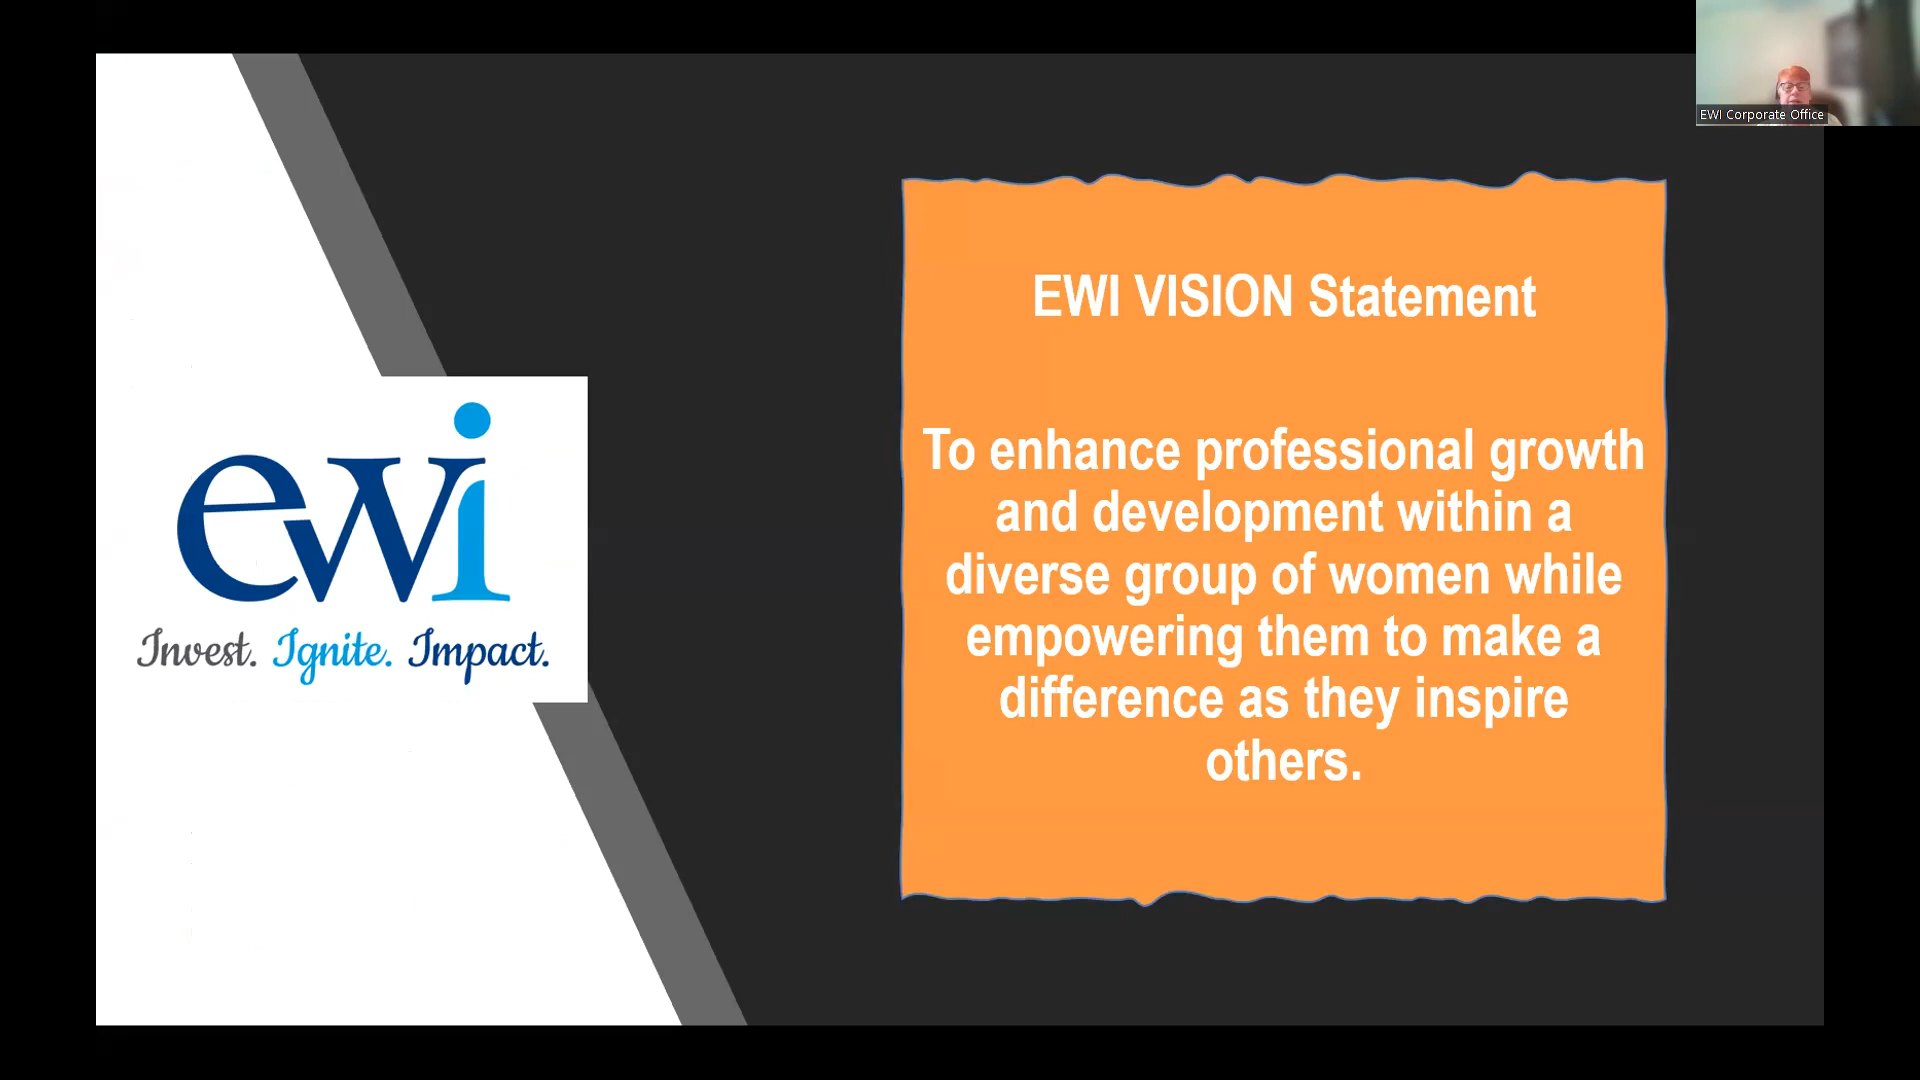 EWI Corporate Office
EWI VISION Statement
To enhance professional growth
and development within a
diverse group of women while
empowering them to make a
difference as they inspire
others.
ewi
Invest. Ignite. Impact.